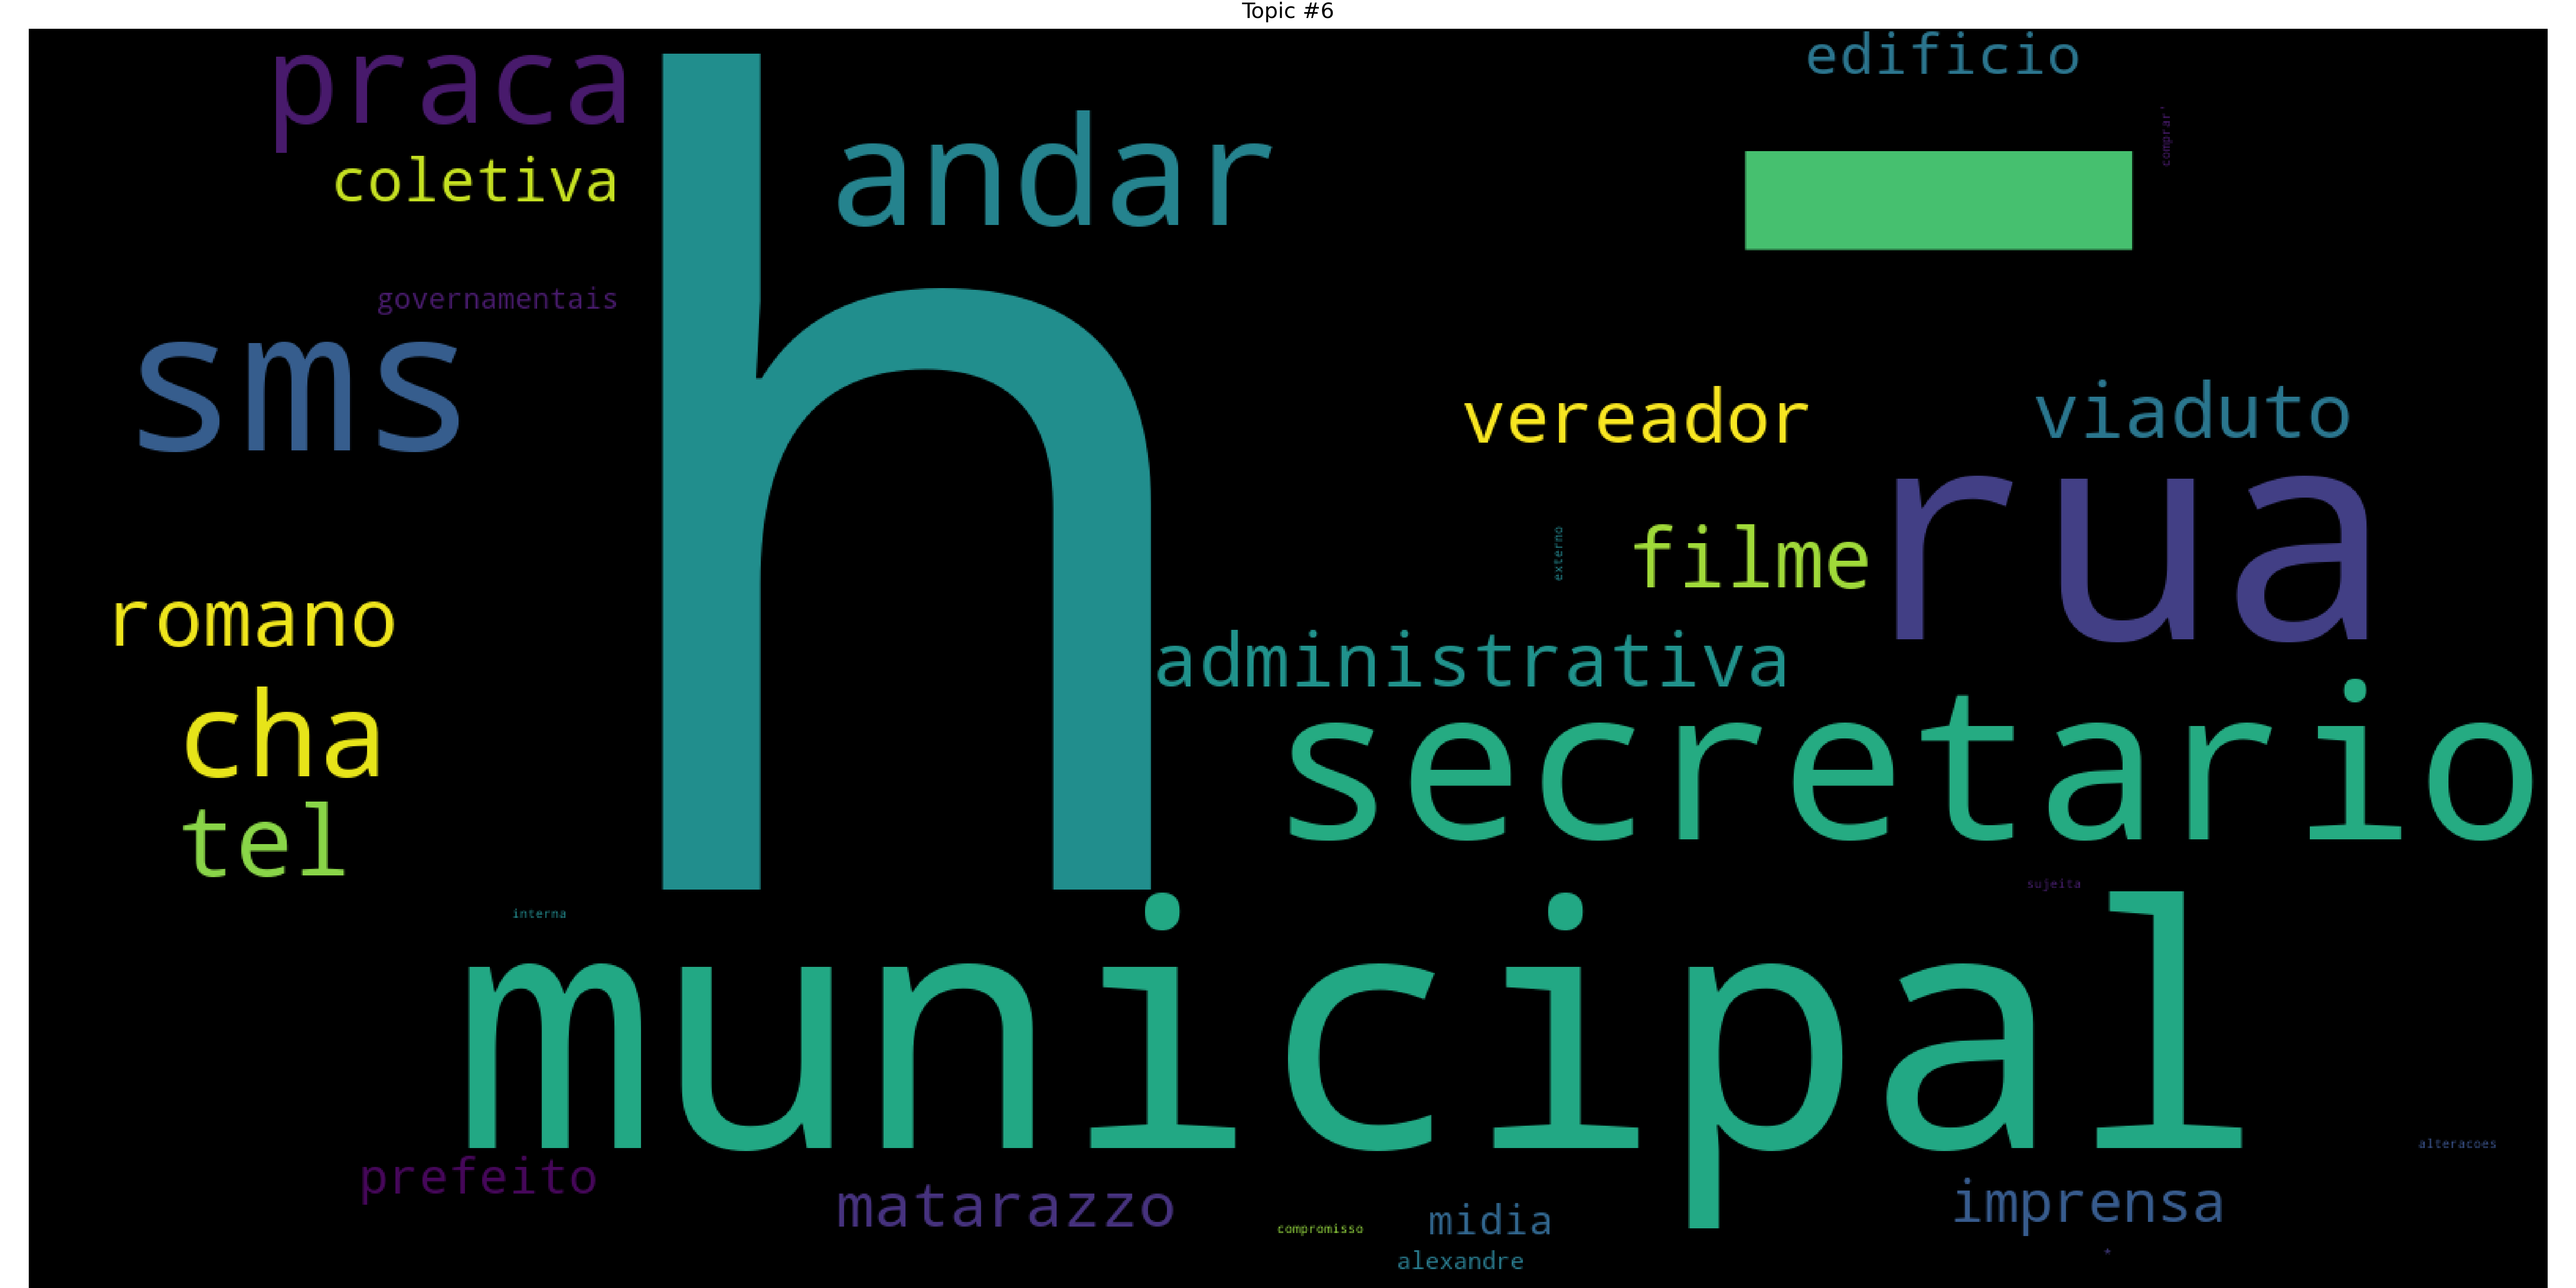 Topic #6
praca
edificio
comprar'
andar
coletiva
h
governamentais
sms
vereador
viaduto
rua
externo
filme
romano
administrativa
cha
secretario
tel
sujeita
interna
municipal
alteracoes
prefeito
matarazzo
imprensa
midia
compromisso
alexandre
*